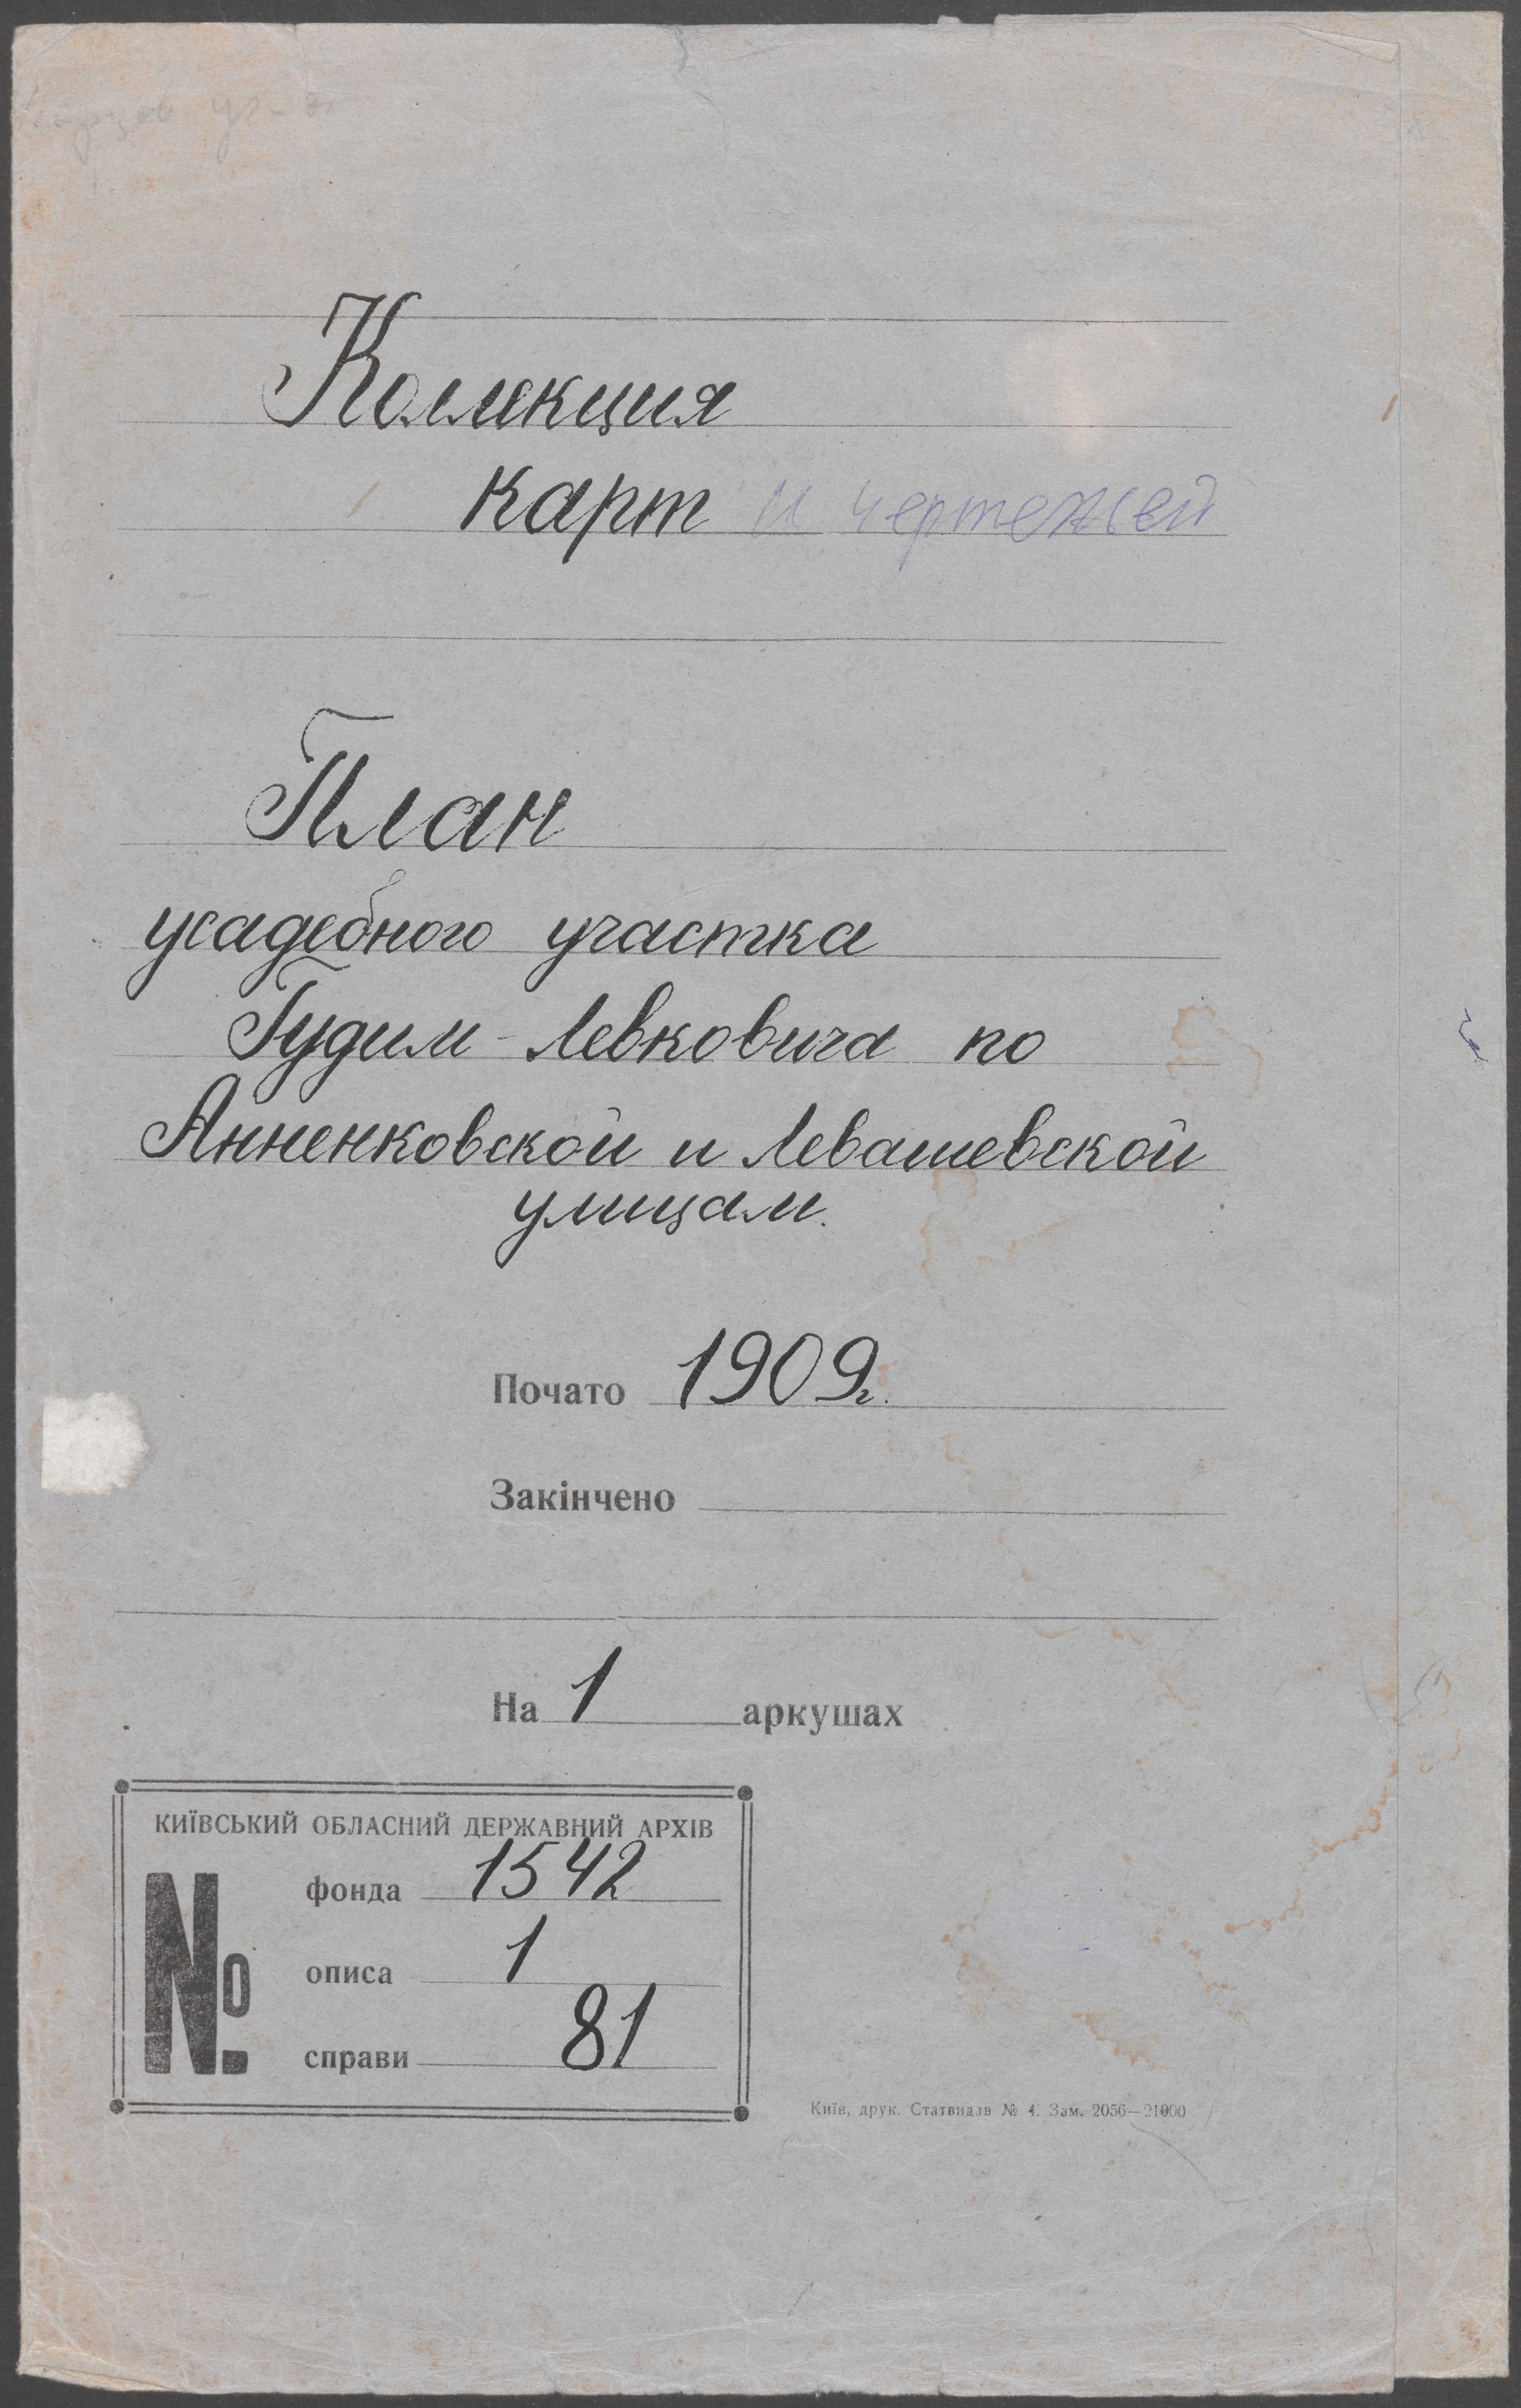 Коллекция
карт и чертежей
План
усадебного участка
Гудим-Левковича по
Анненковской и Левашевской
улицам.
Почато 1909г.
Закінчено
На 1 аркушах
КИЇВСЬКИЙ ОБЛАСНИЙ ДЕРЖАВНИЙ АРХІВ
№ фонда 1542
описа 1
справи 81
Київ, друк. Статвидав № 4. Зам. 2056—21000